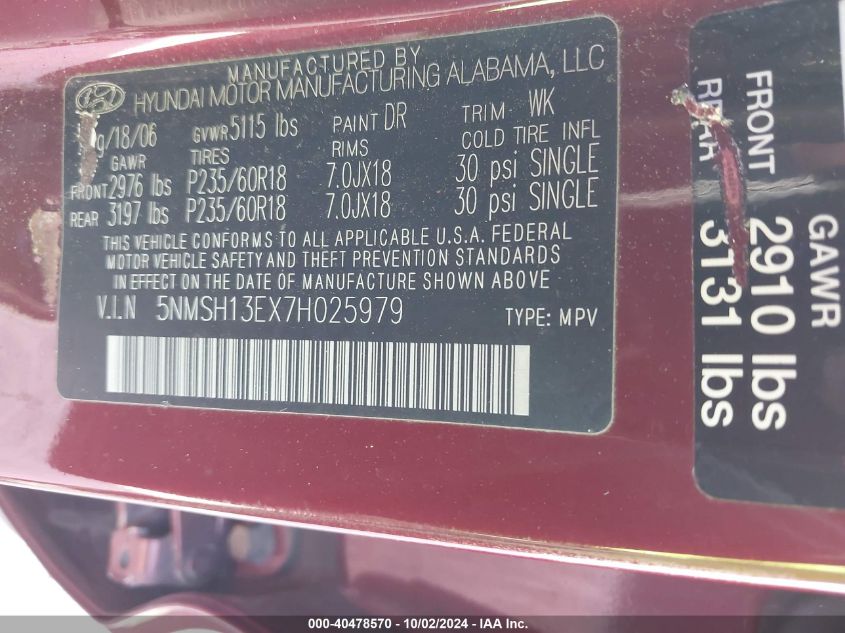 MANUFACTURED BY
HYUNDAI MOTOR MANUFACTURING ALABAMA, LLC
9/18/06 GVWR 5115 lbs PAINT DR TRIM WK
GAWR TIRES RIMS COLD TIRE INFL
FRONT 2976 lbs P235/60R18 7.0JX18 30 psi SINGLE
REAR 3197 lbs P235/60R18 7.0JX18 30 psi SINGLE
THIS VEHICLE CONFORMS TO ALL APPLICABLE U.S.A. FEDERAL
MOTOR VEHICLE SAFETY AND THEFT PREVENTION STANDARDS
IN EFFECT ON THE DATE OF MANUFACTURE SHOWN ABOVE
V.I.N 5NMSH13EX7H025979 TYPE: MPV
GAWR
FRONT 2910 lbs
REAR 3131 lbs
000-40478570 - 10/02/2024 - IAA Inc.